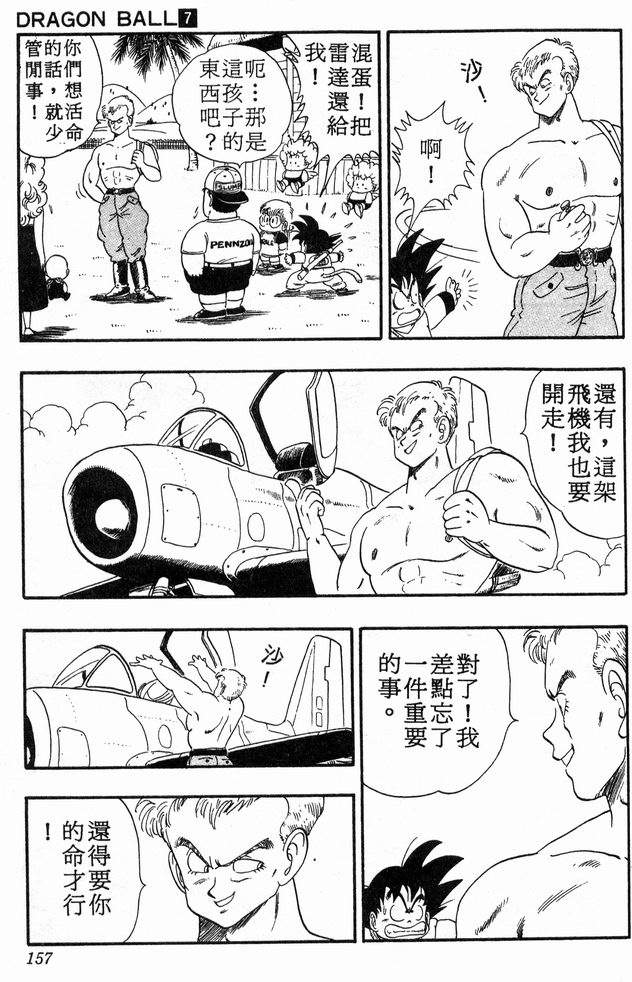 DRAGON BALL 7
沙！
啊！
混蛋！把
雷達還給
我！
呃…那是
這孩子的
東西吧？
你們想活命
的話，就少
管閒事！
SLUMP
PENNZOIL
BALL
還有，這架
飛機我也要
開走！
對了！我
差點忘了
一件重要
的事。
沙！
還得要你
的命才行
！
157